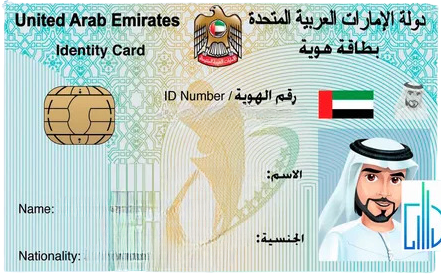 United Arab Emirates
دولة الإمارات العربية المتحدة
Identity Card
بطاقة هوية
ID Number / رقم الهوية
الاسم:
Name:
الجنسية:
Nationality: